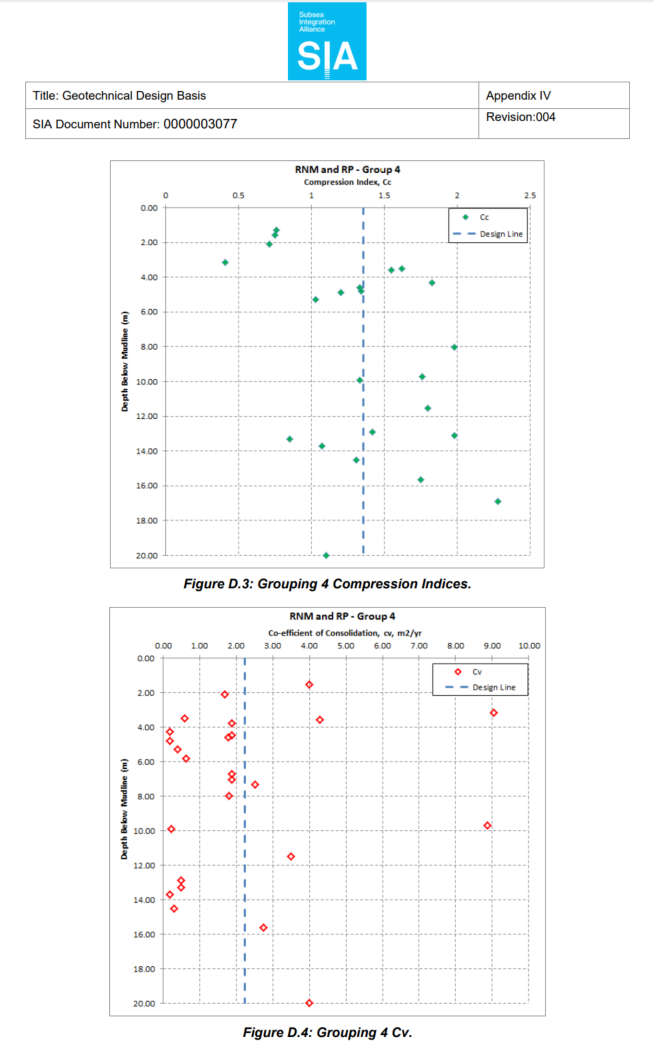 Subsea
Integration
Alliance
SIA
Title: Geotechnical Design Basis
Appendix IV
SIA Document Number: 0000003077
Revision:004
RNM and RP - Group 4
Compression Index, Cc
0 0.5 1 1.5 2 2.5
0.00
2.00
4.00
6.00
8.00
10.00
12.00
14.00
16.00
18.00
20.00
Depth Below Mudline (m)
Cc
Design Line
Figure D.3: Grouping 4 Compression Indices.
RNM and RP - Group 4
Co-efficient of Consolidation, cv, m2/yr
0.00 1.00 2.00 3.00 4.00 5.00 6.00 7.00 8.00 9.00 10.00
0.00
2.00
4.00
6.00
8.00
10.00
12.00
14.00
16.00
18.00
20.00
Depth Below Mudline (m)
Cv
Design Line
Figure D.4: Grouping 4 Cv.